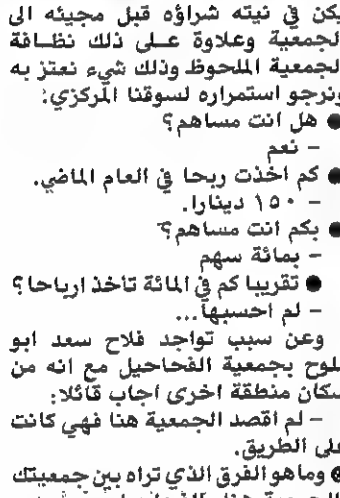 يكن في نيته شراؤه قبل مجيئه الى
الجمعية وعلاوة على ذلك نظافة
الجمعية الملحوظ وذلك شيء نعتز به
ونرجو استمراره لسوقنا المركزي:
● هل انت مساهم؟
– نعم
● كم اخذت ربحا في العام الماضي.
– ١٥٠ دينارا.
● بكم انت مساهم؟
– بمائة سهم
● تقريبا كم في المائة تأخذ ارباحا؟
– لم احسبها...
وعن سبب تواجد فلاح سعد ابو
بجمعية الفحاحيل مع انه من
سكان منطقة اخرى اجاب قائلا:
– لم اقصد الجمعية هنا فهي كانت
على الطريق.
● وماهو الفرق الذي تراه بين جمعيتك